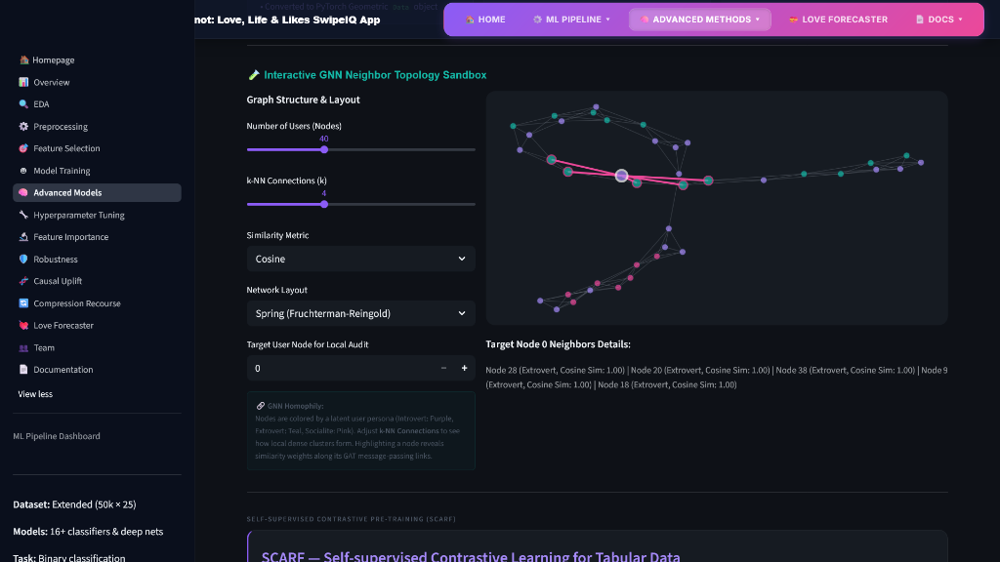 • Converted to PyTorch Geometric data object
not: Love, Life & Likes SwipeIQ App
HOME
ML PIPELINE ▾
ADVANCED METHODS ▾
LOVE FORECASTER
DOCS ▾
Homepage
Overview
EDA
Preprocessing
Feature Selection
Model Training
Advanced Models
Hyperparameter Tuning
Feature Importance
Robustness
Causal Uplift
Compression Recourse
Love Forecaster
Team
Documentation
View less
ML Pipeline Dashboard
Dataset: Extended (50k × 25)
Models: 16+ classifiers & deep nets
Task: Binary classification
Interactive GNN Neighbor Topology Sandbox
Graph Structure & Layout
Number of Users (Nodes)
40
k-NN Connections (k)
4
Similarity Metric
Cosine
Network Layout
Spring (Fruchterman-Reingold)
Target User Node for Local Audit
0
− +
GNN Homophily:
Nodes are colored by a latent user persona (Introvert: Purple,
Extrovert: Teal, Socialite: Pink). Adjust k-NN Connections to see
how local dense clusters form. Highlighting a node reveals
similarity weights along its GAT message-passing links.
Target Node 0 Neighbors Details:
Node 28 (Extrovert, Cosine Sim: 1.00) | Node 20 (Extrovert, Cosine Sim: 1.00) | Node 38 (Extrovert, Cosine Sim: 1.00) | Node 9
(Extrovert, Cosine Sim: 1.00) | Node 18 (Extrovert, Cosine Sim: 1.00)
SELF-SUPERVISED CONTRASTIVE PRE-TRAINING (SCARF)
SCARF — Self-supervised Contrastive Learning for Tabular Data